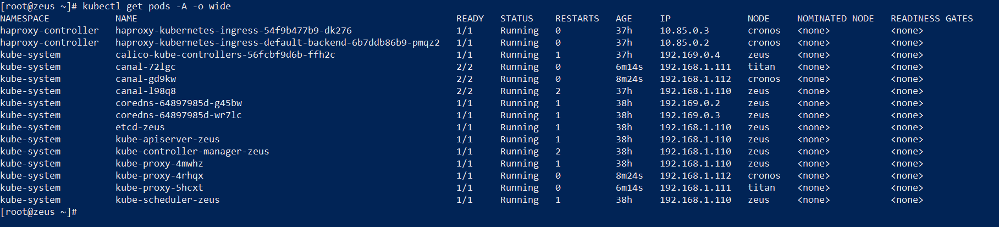 [root@zeus ~]# kubectl get pods -A -o wide
NAMESPACE NAME READY STATUS RESTARTS AGE IP NODE NOMINATED NODE READINESS GATES
haproxy-controller haproxy-kubernetes-ingress-54f9b477b9-dk276 1/1 Running 0 37h 10.85.0.3 cronos <none> <none>
haproxy-controller haproxy-kubernetes-ingress-default-backend-6b7ddb86b9-pmqz2 1/1 Running 0 37h 10.85.0.2 cronos <none> <none>
kube-system calico-kube-controllers-56fcbf9d6b-ffh2c 1/1 Running 1 37h 192.169.0.4 zeus <none> <none>
kube-system canal-72lgc 2/2 Running 0 6m14s 192.168.1.111 titan <none> <none>
kube-system canal-gd9kw 2/2 Running 0 8m24s 192.168.1.112 cronos <none> <none>
kube-system canal-l98q8 2/2 Running 2 37h 192.168.1.110 zeus <none> <none>
kube-system coredns-64897985d-g45bw 1/1 Running 1 38h 192.169.0.2 zeus <none> <none>
kube-system coredns-64897985d-wr7lc 1/1 Running 1 38h 192.169.0.3 zeus <none> <none>
kube-system etcd-zeus 1/1 Running 1 38h 192.168.1.110 zeus <none> <none>
kube-system kube-apiserver-zeus 1/1 Running 1 38h 192.168.1.110 zeus <none> <none>
kube-system kube-controller-manager-zeus 1/1 Running 2 38h 192.168.1.110 zeus <none> <none>
kube-system kube-proxy-4mwhz 1/1 Running 1 38h 192.168.1.110 zeus <none> <none>
kube-system kube-proxy-4rhqx 1/1 Running 0 8m24s 192.168.1.112 cronos <none> <none>
kube-system kube-proxy-5hcxt 1/1 Running 0 6m14s 192.168.1.111 titan <none> <none>
kube-system kube-scheduler-zeus 1/1 Running 1 38h 192.168.1.110 zeus <none> <none>
[root@zeus ~]#